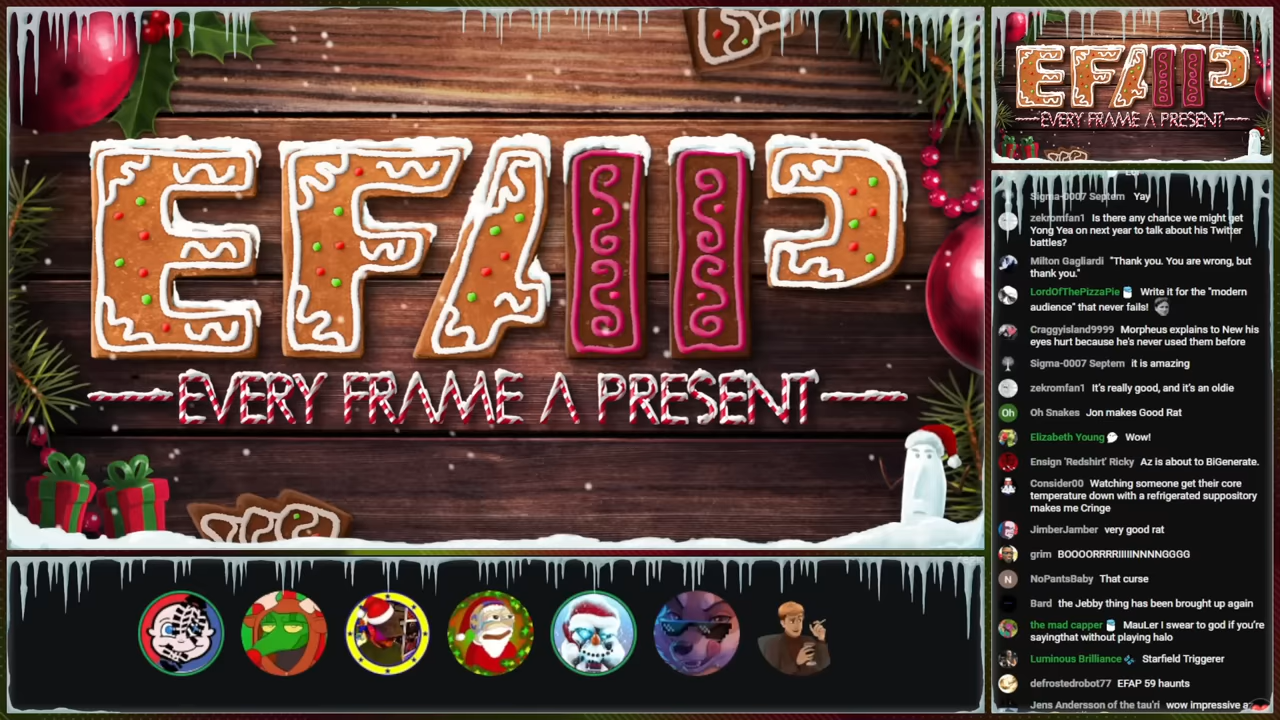 EFAP
EVERY FRAME A PRESENT
EFAP
EVERY FRAME A PRESENT
Sigma-0007 Septem Yay
zekromfan1 Is there any chance we might get
Yong Yea on next year to talk about his Twitter
battles?
Milton Gagliardi "Thank you. You are wrong, but
thank you."
LordOfThePizzaPie Write it for the "modern
audience" that never fails!
Craggyisland9999 Morpheus explains to New his
eyes hurt because he's never used them before
Sigma-0007 Septem it is amazing
zekromfan1 It's really good, and it's an oldie
Oh Oh Snakes Jon makes Good Rat
Elizabeth Young Wow!
Ensign 'Redshirt' Ricky Az is about to BiGenerate.
Consider00 Watching someone get their core
temperature down with a refrigerated suppository
makes me Cringe
JimberJamber very good rat
grim BOOOORRRRIIIIINNNNGGGG
N NoPantsBaby That curse
Bard the Jebby thing has been brought up again
the mad capper MauLer I swear to god if you're
sayingthat without playing halo
Luminous Brilliance Starfield Triggerer
defrostedrobot77 EFAP 59 haunts
Jens Andersson of the tau'ri wow impressive